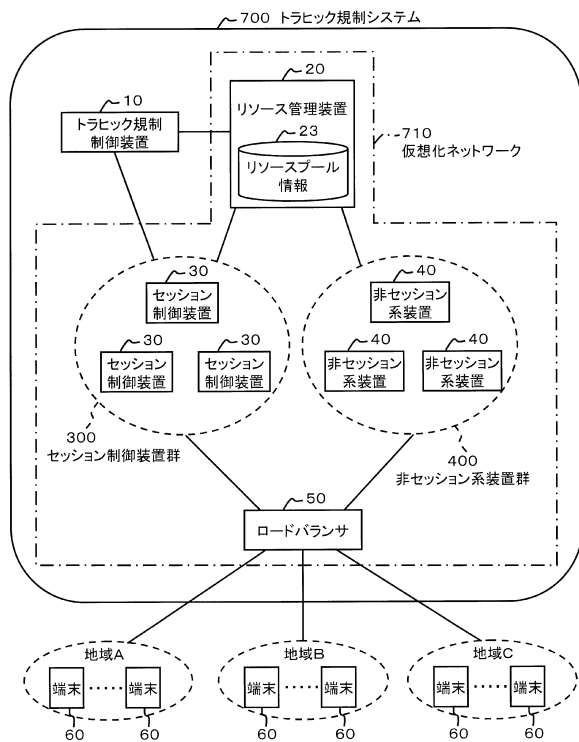 700 トラヒック規制システム
20
リソース管理装置
23
リソースプール
情報
10
トラヒック規制
制御装置
710
仮想化ネットワーク
30
セッション
制御装置
30
セッション
制御装置
30
セッション
制御装置
40
非セッション
系装置
40
非セッション
系装置
40
非セッション
系装置
300
セッション制御装置群
400
非セッション系装置群
50
ロードバランサ
地域A
端末 …… 端末
60 60
地域B
端末 …… 端末
60 60
地域C
端末 …… 端末
60 60